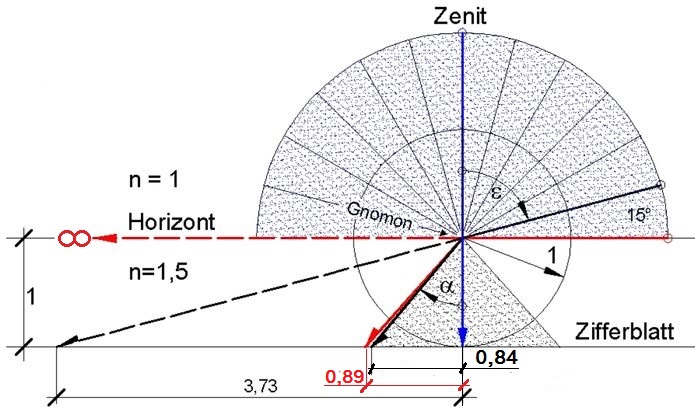 Zenit
n = 1
ε
15°
Gnomon
Horizont
∞
n=1,5
1
1
α
Zifferblatt
0,84
0,89
3,73